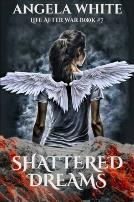 ANGELA WHITE
LIFE AFTER WAR BOOK #7
SHATTERED
DREAMS